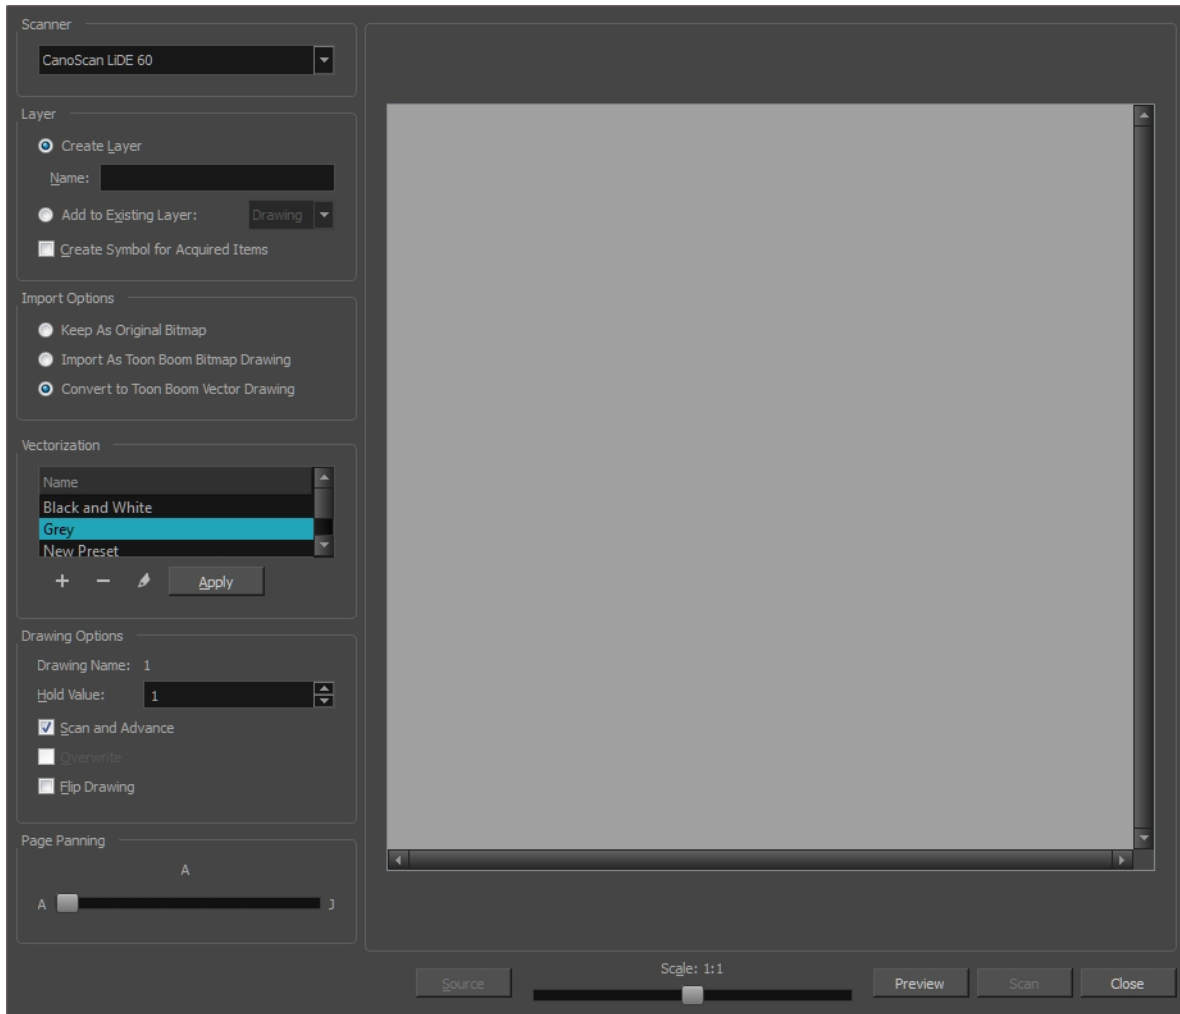 Scanner
CanoScan LiDE 60
Layer
Create Layer
Name:
Add to Existing Layer: Drawing
Create Symbol for Acquired Items
Import Options
Keep As Original Bitmap
Import As Toon Boom Bitmap Drawing
Convert to Toon Boom Vector Drawing
Vectorization
Name
Black and White
Grey
New Preset
Apply
Drawing Options
Drawing Name: 1
Hold Value: 1
Scan and Advance
Overwrite
Flip Drawing
Page Panning
A
A J
Source
Scale: 1:1
Preview
Scan
Close